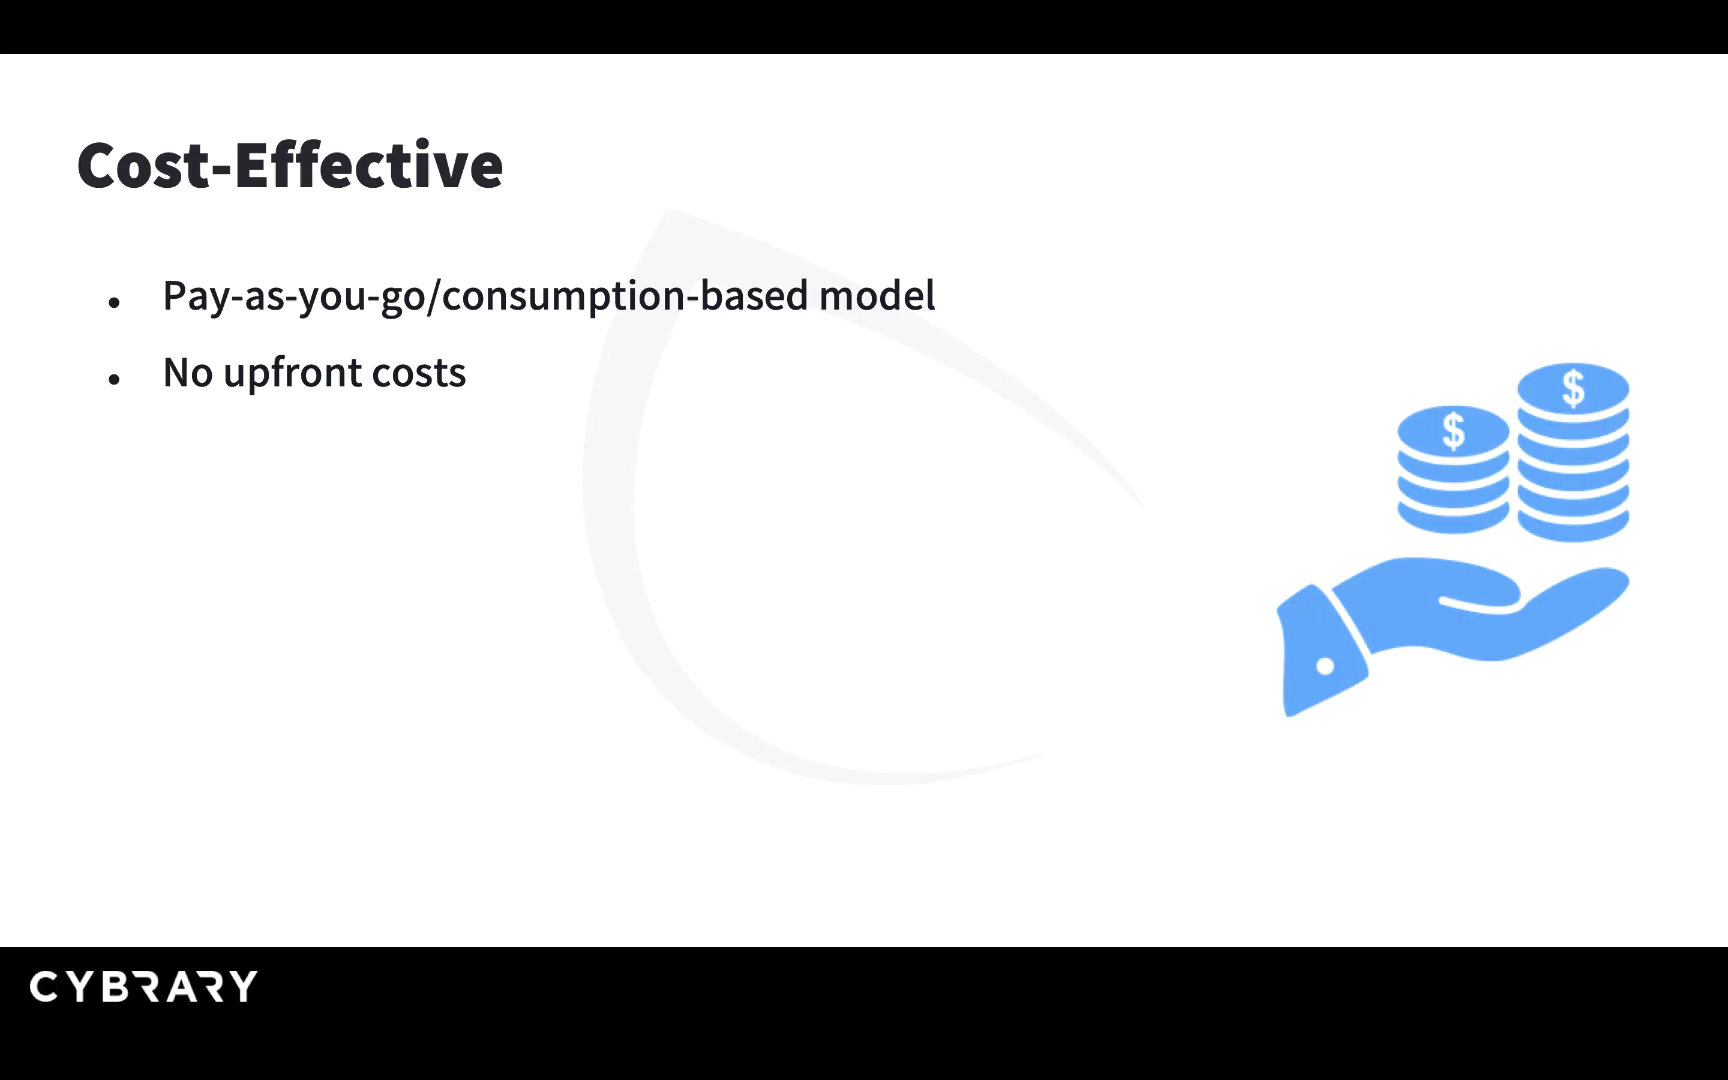 Cost-Effective
• Pay-as-you-go/consumption-based model
• No upfront costs
$
$
CYBRARY